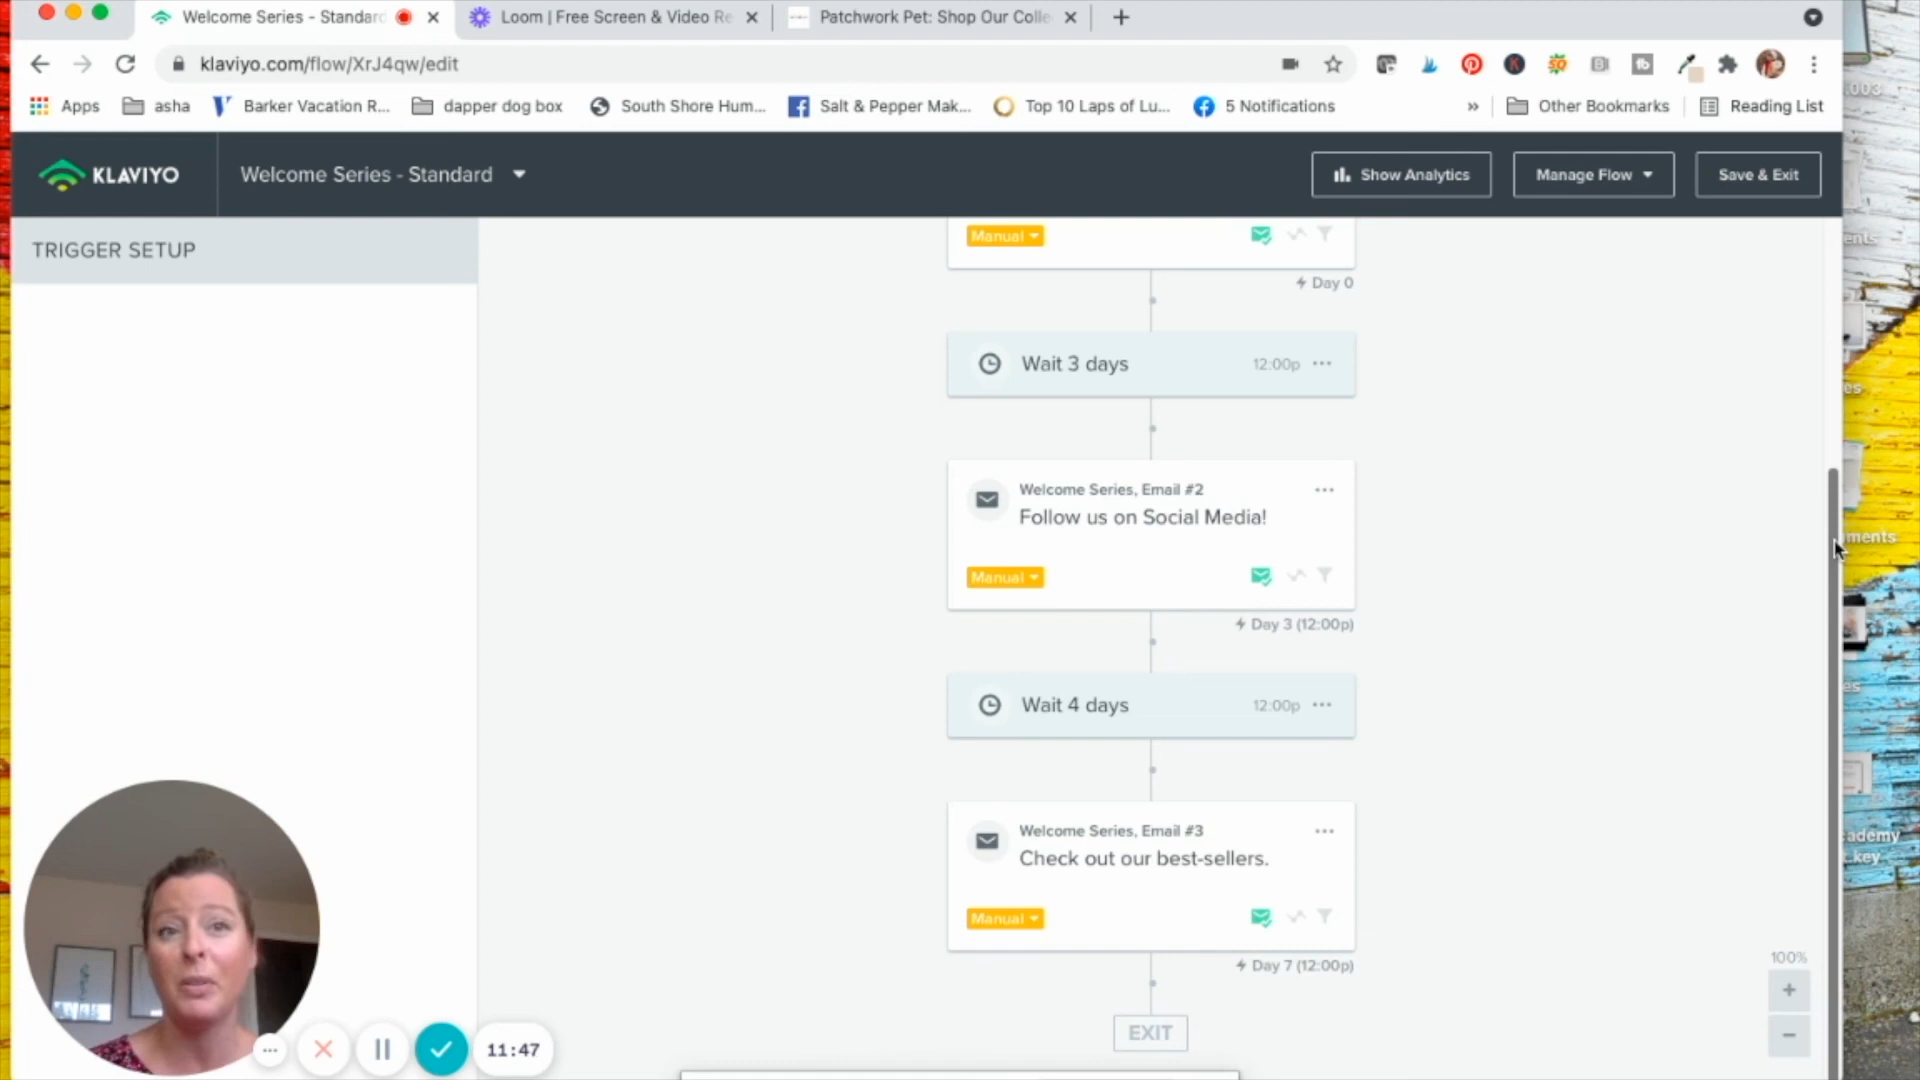 Welcome Series - Standard
Loom | Free Screen & Video Re
Patchwork Pet: Shop Our Colle
klaviyo.com/flow/XrJ4qw/edit
Apps
asha
Barker Vacation R...
dapper dog box
South Shore Hum...
Salt & Pepper Mak...
Top 10 Laps of Lu...
5 Notifications
»
Other Bookmarks
Reading List
KLAVIYO
Welcome Series - Standard
Show Analytics
Manage Flow
Save & Exit
TRIGGER SETUP
Manual
Day 0
Wait 3 days
12:00p
Welcome Series, Email #2
Follow us on Social Media!
Manual
Day 3 (12:00p)
Wait 4 days
12:00p
Welcome Series, Email #3
Check out our best-sellers.
Manual
Day 7 (12:00p)
EXIT
100%
11:47